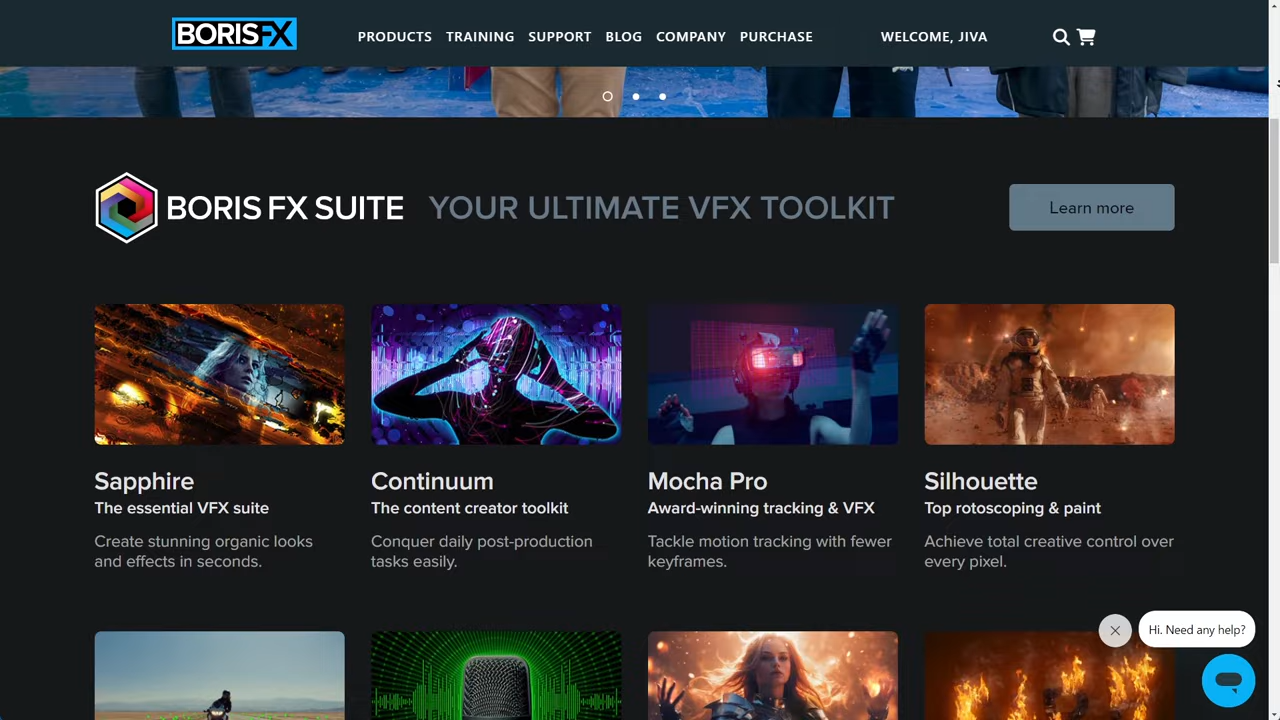 BORISFX
PRODUCTS TRAINING SUPPORT BLOG COMPANY PURCHASE
WELCOME, JIVA
BORIS FX SUITE YOUR ULTIMATE VFX TOOLKIT
Learn more
Sapphire
The essential VFX suite
Create stunning organic looks
and effects in seconds.
Continuum
The content creator toolkit
Conquer daily post-production
tasks easily.
Mocha Pro
Award-winning tracking & VFX
Tackle motion tracking with fewer
keyframes.
Silhouette
Top rotoscoping & paint
Achieve total creative control over
every pixel.
Hi. Need any help?